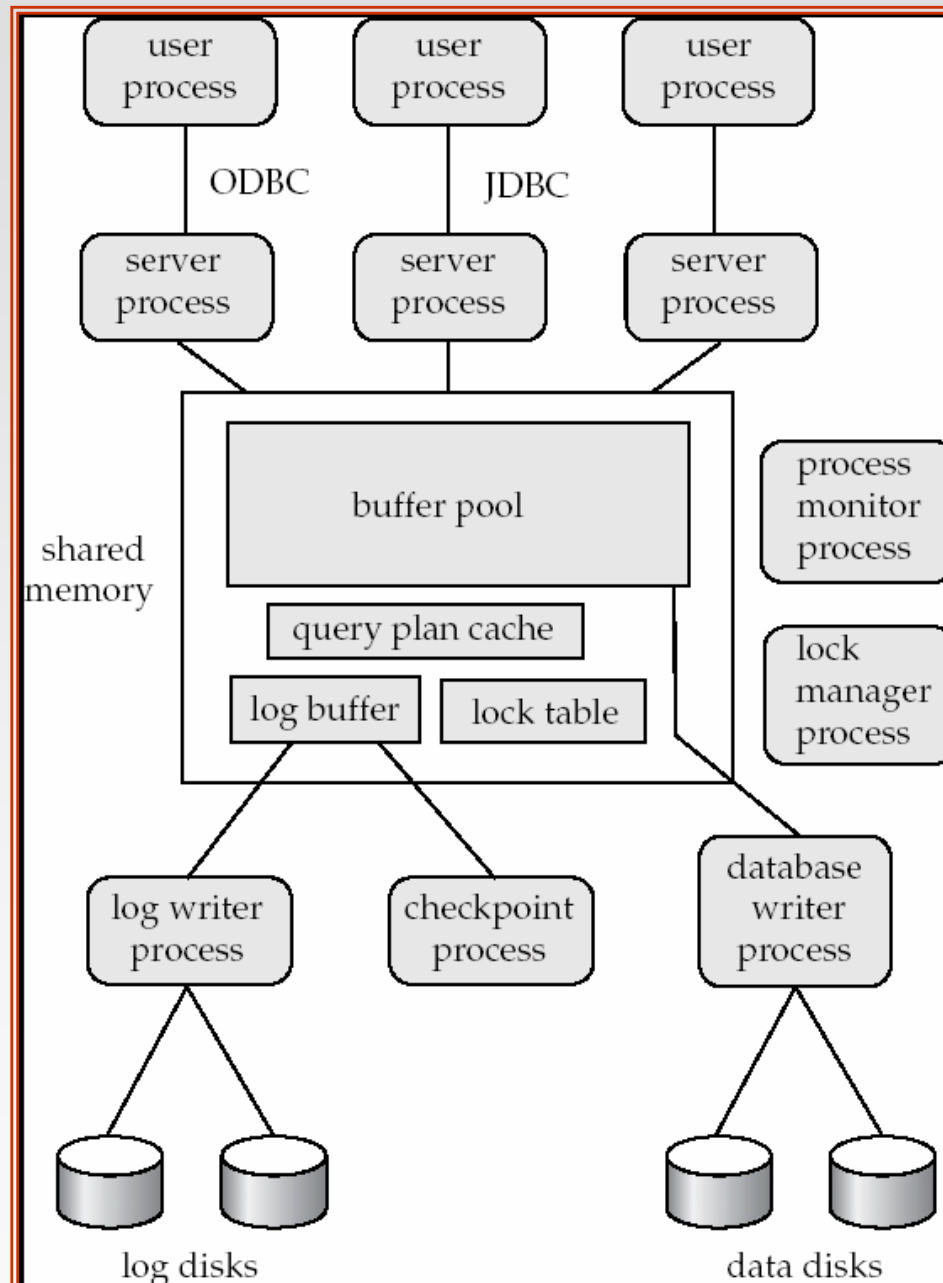 user
process
user
process
user
process
ODBC
JDBC
server
process
server
process
server
process
shared
memory
buffer pool
query plan cache
log buffer
lock table
process
monitor
process
lock
manager
process
log writer
process
checkpoint
process
database
writer
process
log disks
data disks